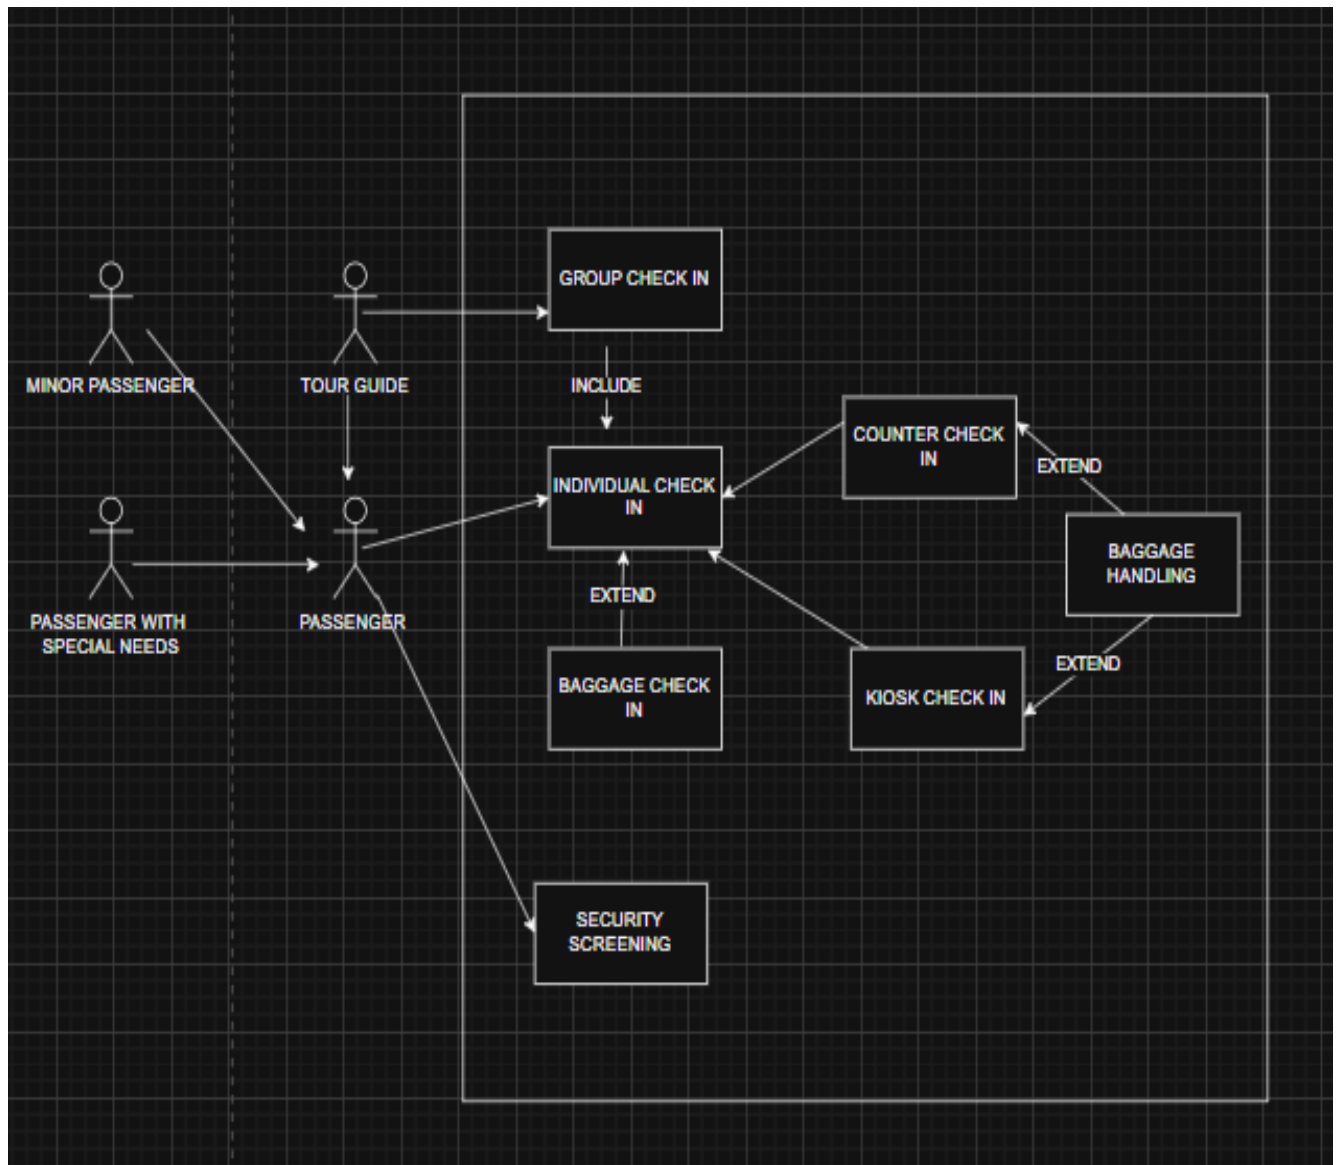 GROUP CHECK IN
MINOR PASSENGER
TOUR GUIDE
INCLUDE
COUNTER CHECK
IN
EXTEND
INDIVIDUAL CHECK
IN
BAGGAGE
HANDLING
EXTEND
PASSENGER WITH
SPECIAL NEEDS
PASSENGER
EXTEND
BAGGAGE CHECK
IN
KIOSK CHECK IN
SECURITY
SCREENING